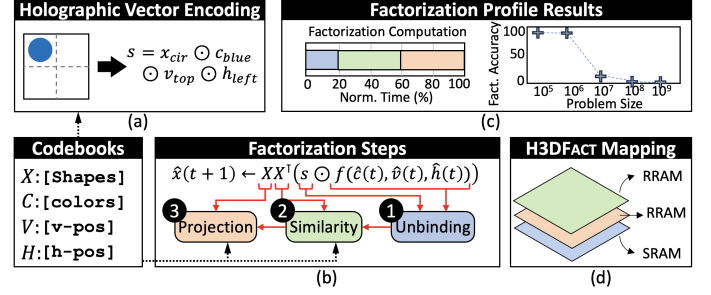 Holographic Vector Encoding
s = x_cir ⊙ c_blue
⊙ v_top ⊙ h_left
(a)
Factorization Profile Results
Factorization Computation
0 20 40 60 80 100
Norm. Time (%)
Fact. Accuracy
100
50
0
10^5 10^6 10^7 10^8 10^9
Problem Size
(c)
Codebooks
X:[Shapes]
C:[colors]
V:[v-pos]
H:[h-pos]
Factorization Steps
x̂(t + 1) ← XX^⊺(s ⊙ f(ĉ(t), v̂(t), ĥ(t)))
3 Projection
2 Similarity
1 Unbinding
(b)
H3DFACT Mapping
RRAM
RRAM
SRAM
(d)